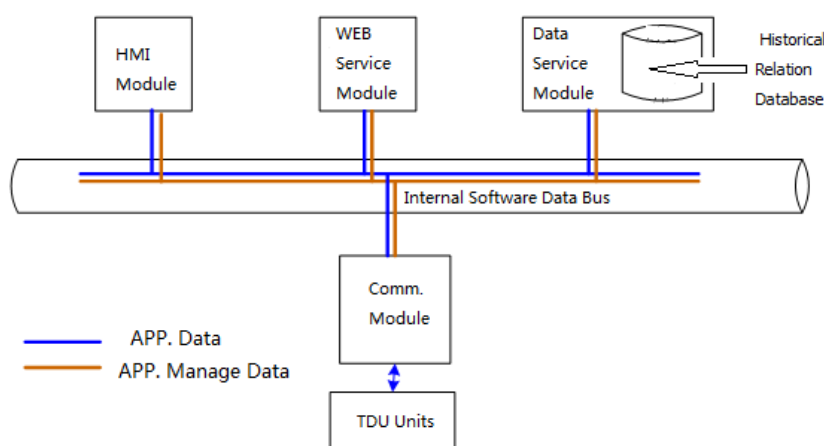 HMI
Module
WEB
Service
Module
Data
Service
Module
Historical
Relation
Database
Internal Software Data Bus
Comm.
Module
APP. Data
APP. Manage Data
TDU Units